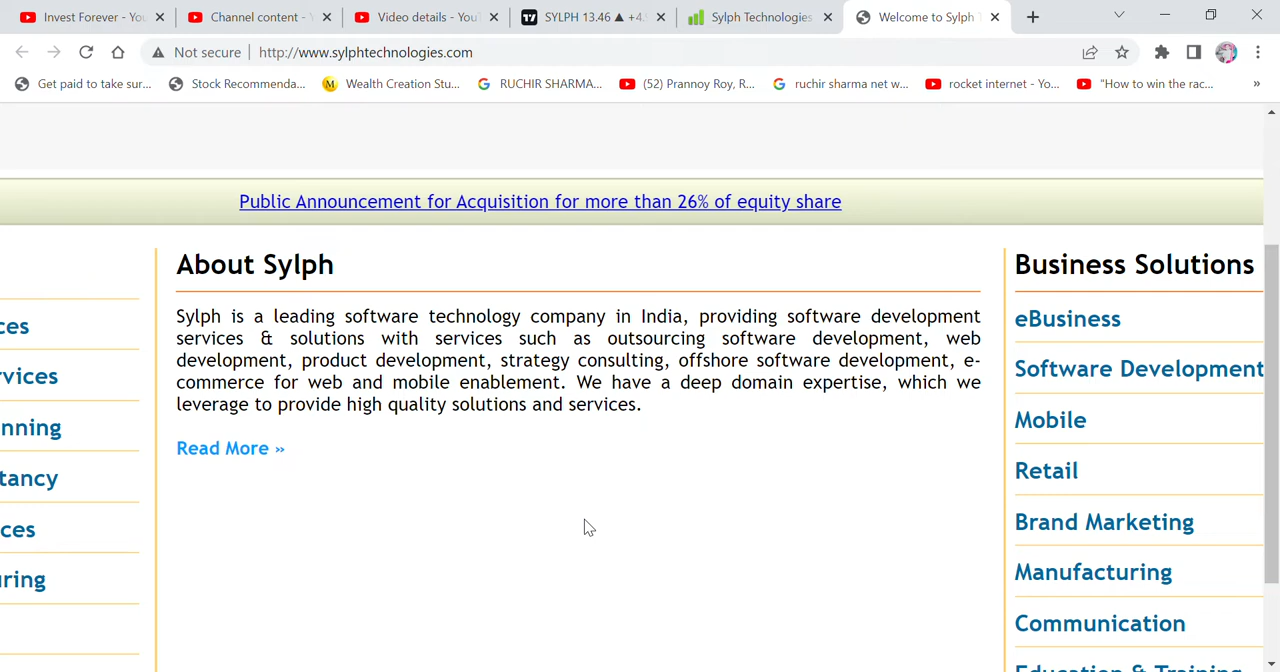 Invest Forever - You
Channel content -
Video details - YouT
SYLPH 13.46 ▲ +4.
Sylph Technologies
Welcome to Sylph T
Not secure
http://www.sylphtechnologies.com
Get paid to take sur...
Stock Recommenda...
M Wealth Creation Stu...
RUCHIR SHARMA...
(52) Prannoy Roy, R...
ruchir sharma net w...
rocket internet - Yo...
"How to win the rac...
»
Public Announcement for Acquisition for more than 26% of equity share
ces
rvices
nning
tancy
ces
uring
About Sylph
Sylph is a leading software technology company in India, providing software development
services & solutions with services such as outsourcing software development, web
development, product development, strategy consulting, offshore software development, e-
commerce for web and mobile enablement. We have a deep domain expertise, which we
leverage to provide high quality solutions and services.
Read More »
Business Solutions
eBusiness
Software Development
Mobile
Retail
Brand Marketing
Manufacturing
Communication
Education & Training